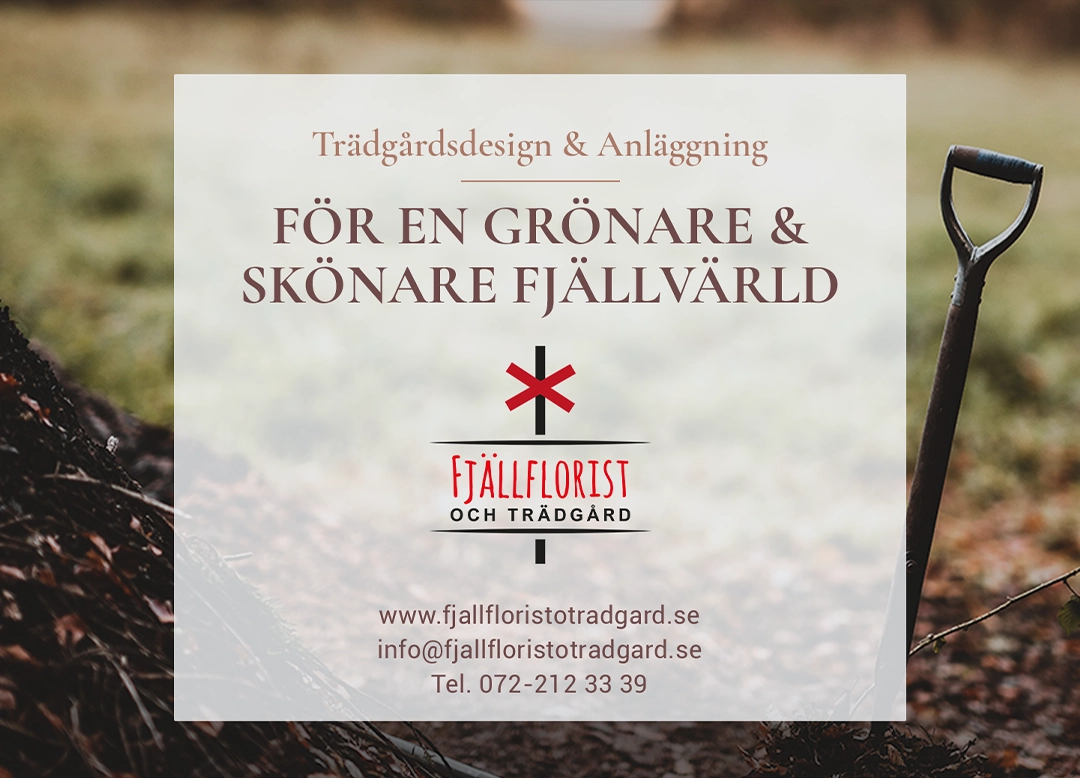 Trädgårdsdesign & Anläggning
FÖR EN GRÖNARE &
SKÖNARE FJÄLLVÄRLD
FJÄLLFLORIST
OCH TRÄDGÅRD
www.fjallfloristotradgard.se
info@fjallfloristotradgard.se
Tel. 072-212 33 39